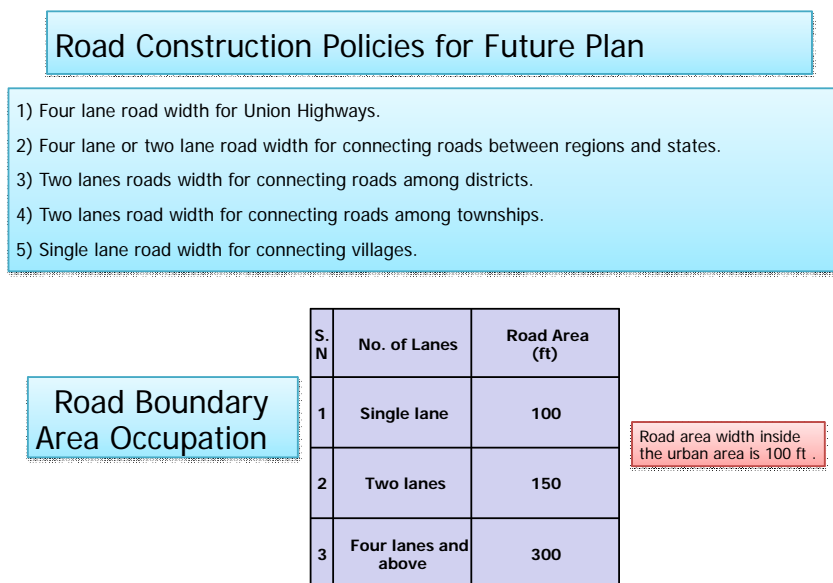 Road Construction Policies for Future Plan
1) Four lane road width for Union Highways.
2) Four lane or two lane road width for connecting roads between regions and states.
3) Two lanes roads width for connecting roads among districts.
4) Two lanes road width for connecting roads among townships.
5) Single lane road width for connecting villages.
Road Boundary
Area Occupation
S.
N
No. of Lanes
Road Area
(ft)
1
Single lane
100
2
Two lanes
150
3
Four lanes and
above
300
Road area width inside
the urban area is 100 ft .